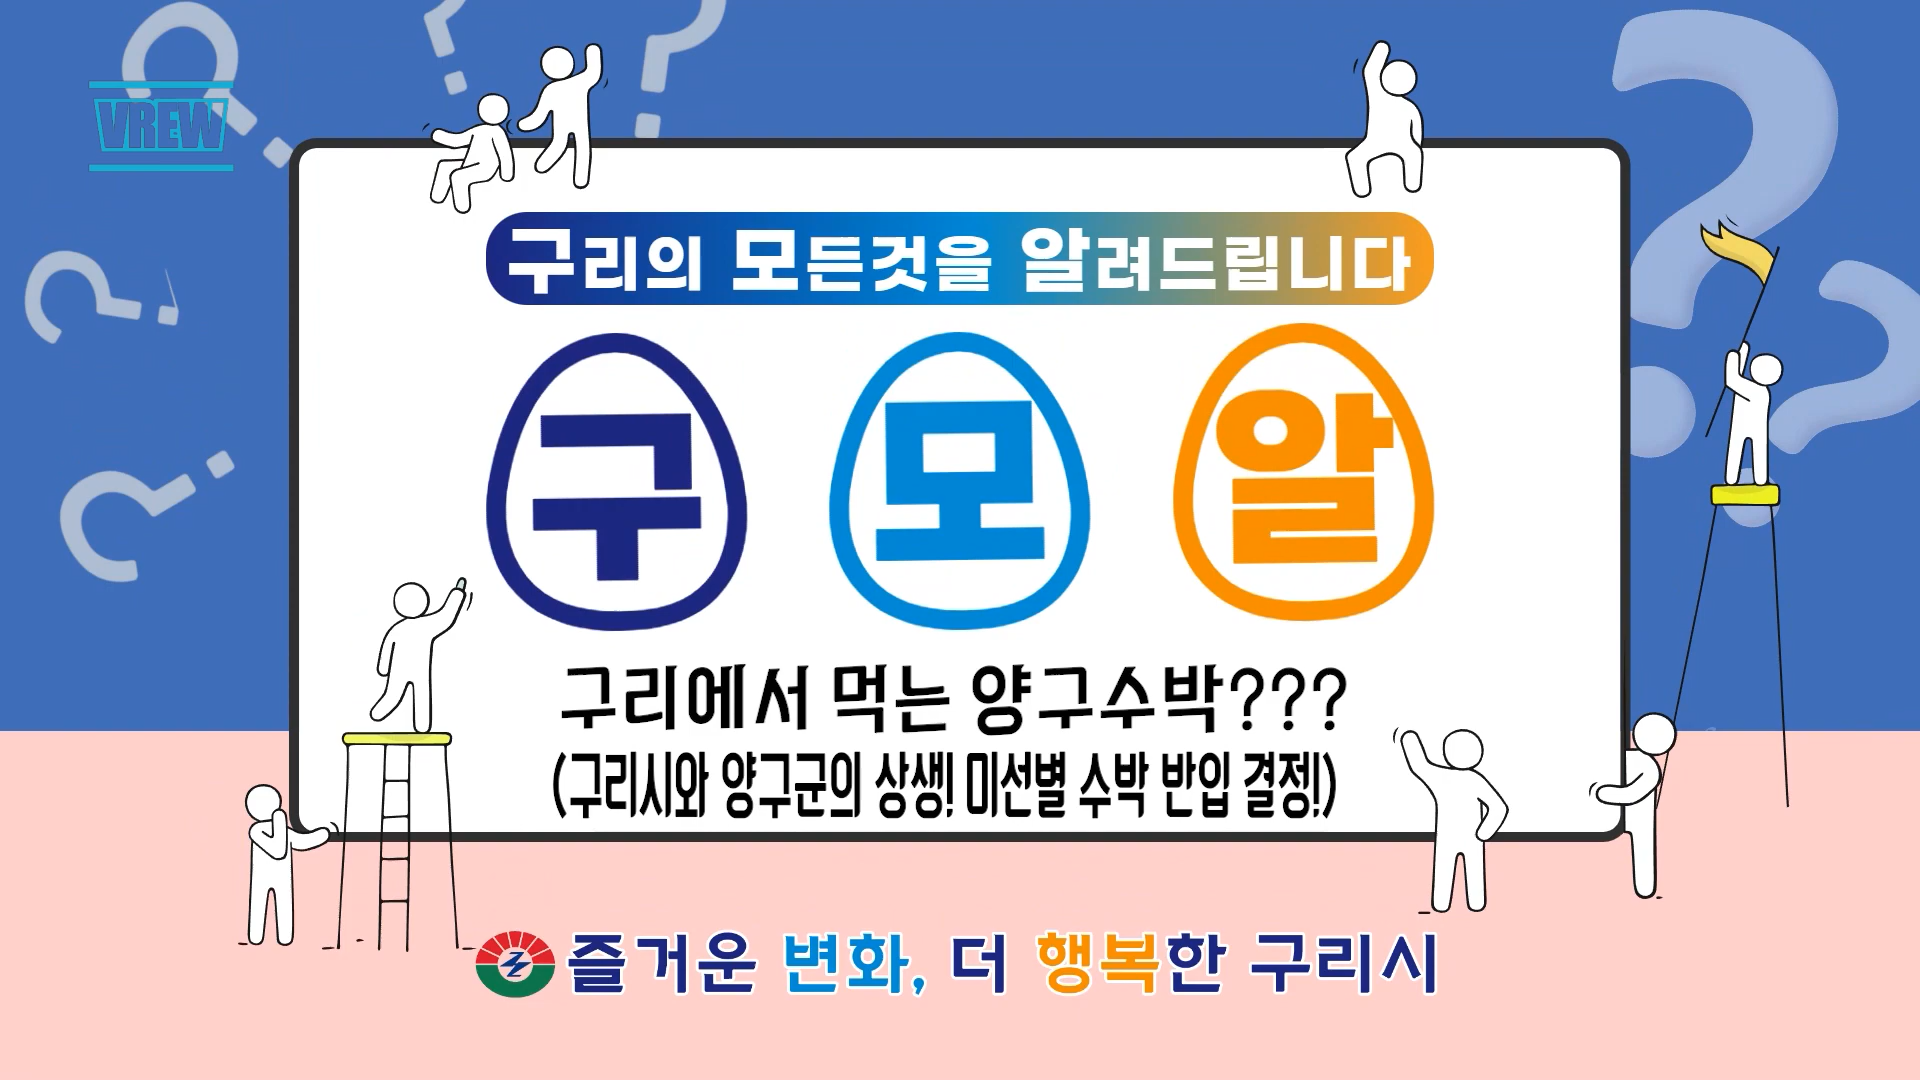 VREW
구리의 모든것을 알려드립니다
구 모 알
구리에서 먹는 양구수박???
(구리시와 양구군의 상생! 미선별 수박 반입 결정!)
즐거운 변화, 더 행복한 구리시